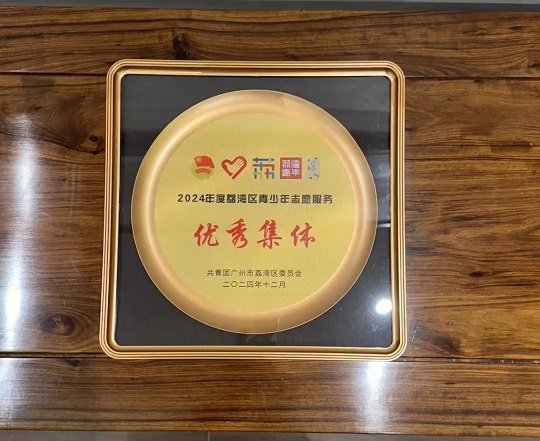 2024年度荔湾区青少年志愿服务
优秀集体
共青团广州市荔湾区委员会
二〇二四年十二月